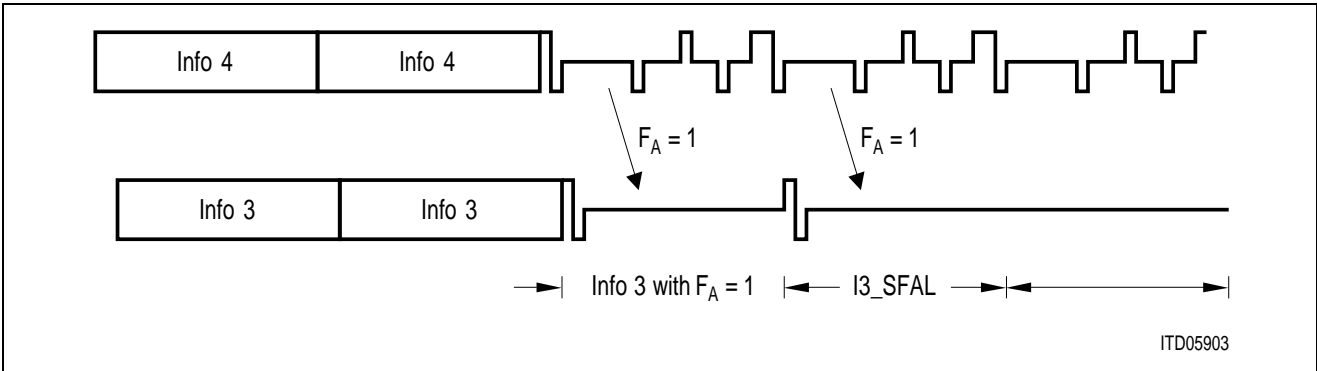 Info 4 Info 4
F_A = 1 F_A = 1
Info 3 Info 3
Info 3 with F_A = 1 I3_SFAL
ITD05903